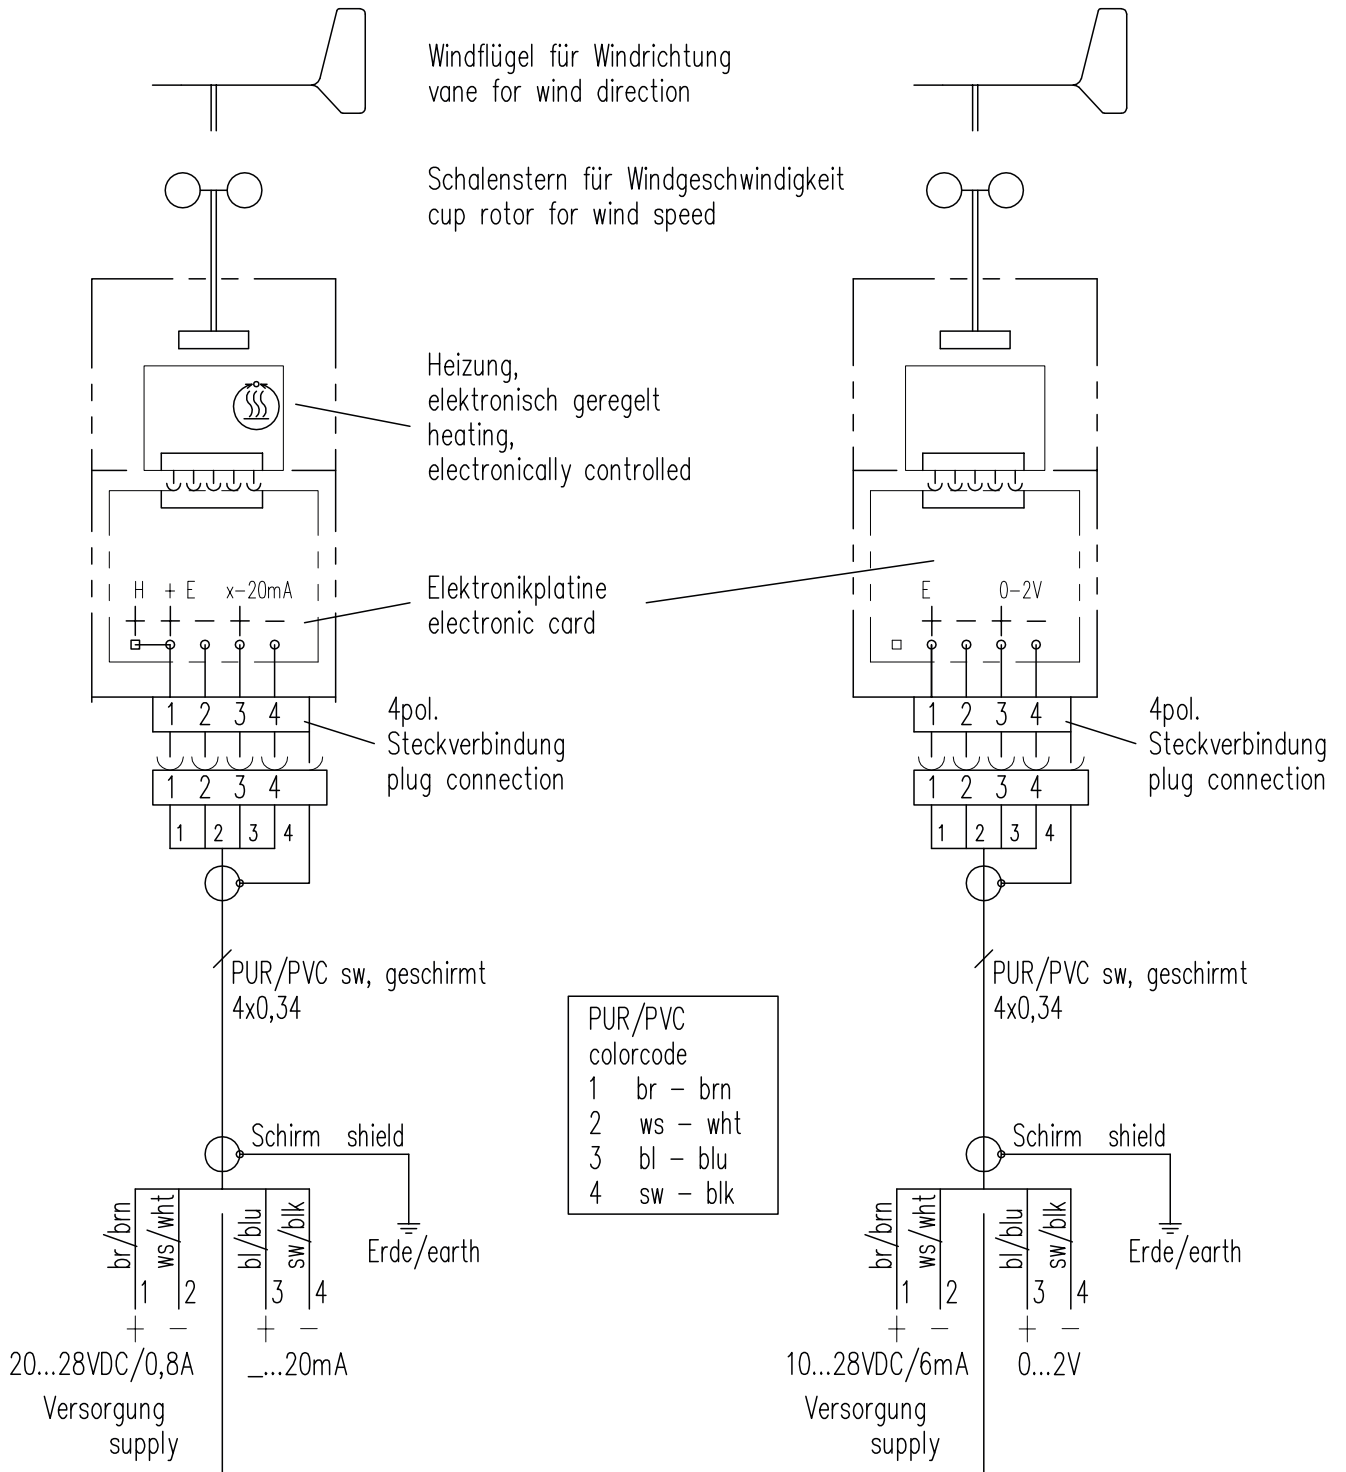 Windflügel für Windrichtung
vane for wind direction
Schalenstern für Windgeschwindigkeit
cup rotor for wind speed
Heizung,
elektronisch geregelt
heating,
electronically controlled
H + E x-20mA
+ + − + −
Elektronikplatine
electronic card
E 0-2V
+ − + −
1 2 3 4
4pol.
Steckverbindung
plug connection
1 2 3 4
1 2 3 4
1 2 3 4
4pol.
Steckverbindung
plug connection
1 2 3 4
1 2 3 4
PUR/PVC sw, geschirmt
4x0,34
PUR/PVC
colorcode
1 br - brn
2 ws - wht
3 bl - blu
4 sw - blk
PUR/PVC sw, geschirmt
4x0,34
Schirm shield
br/brn
ws/wht
bl/blu
sw/blk
Erde/earth
1 2 3 4
+ − + −
20...28VDC/0,8A _...20mA
Versorgung
supply
Schirm shield
br/brn
ws/wht
bl/blu
sw/blk
Erde/earth
1 2 3 4
+ − + −
10...28VDC/6mA 0...2V
Versorgung
supply